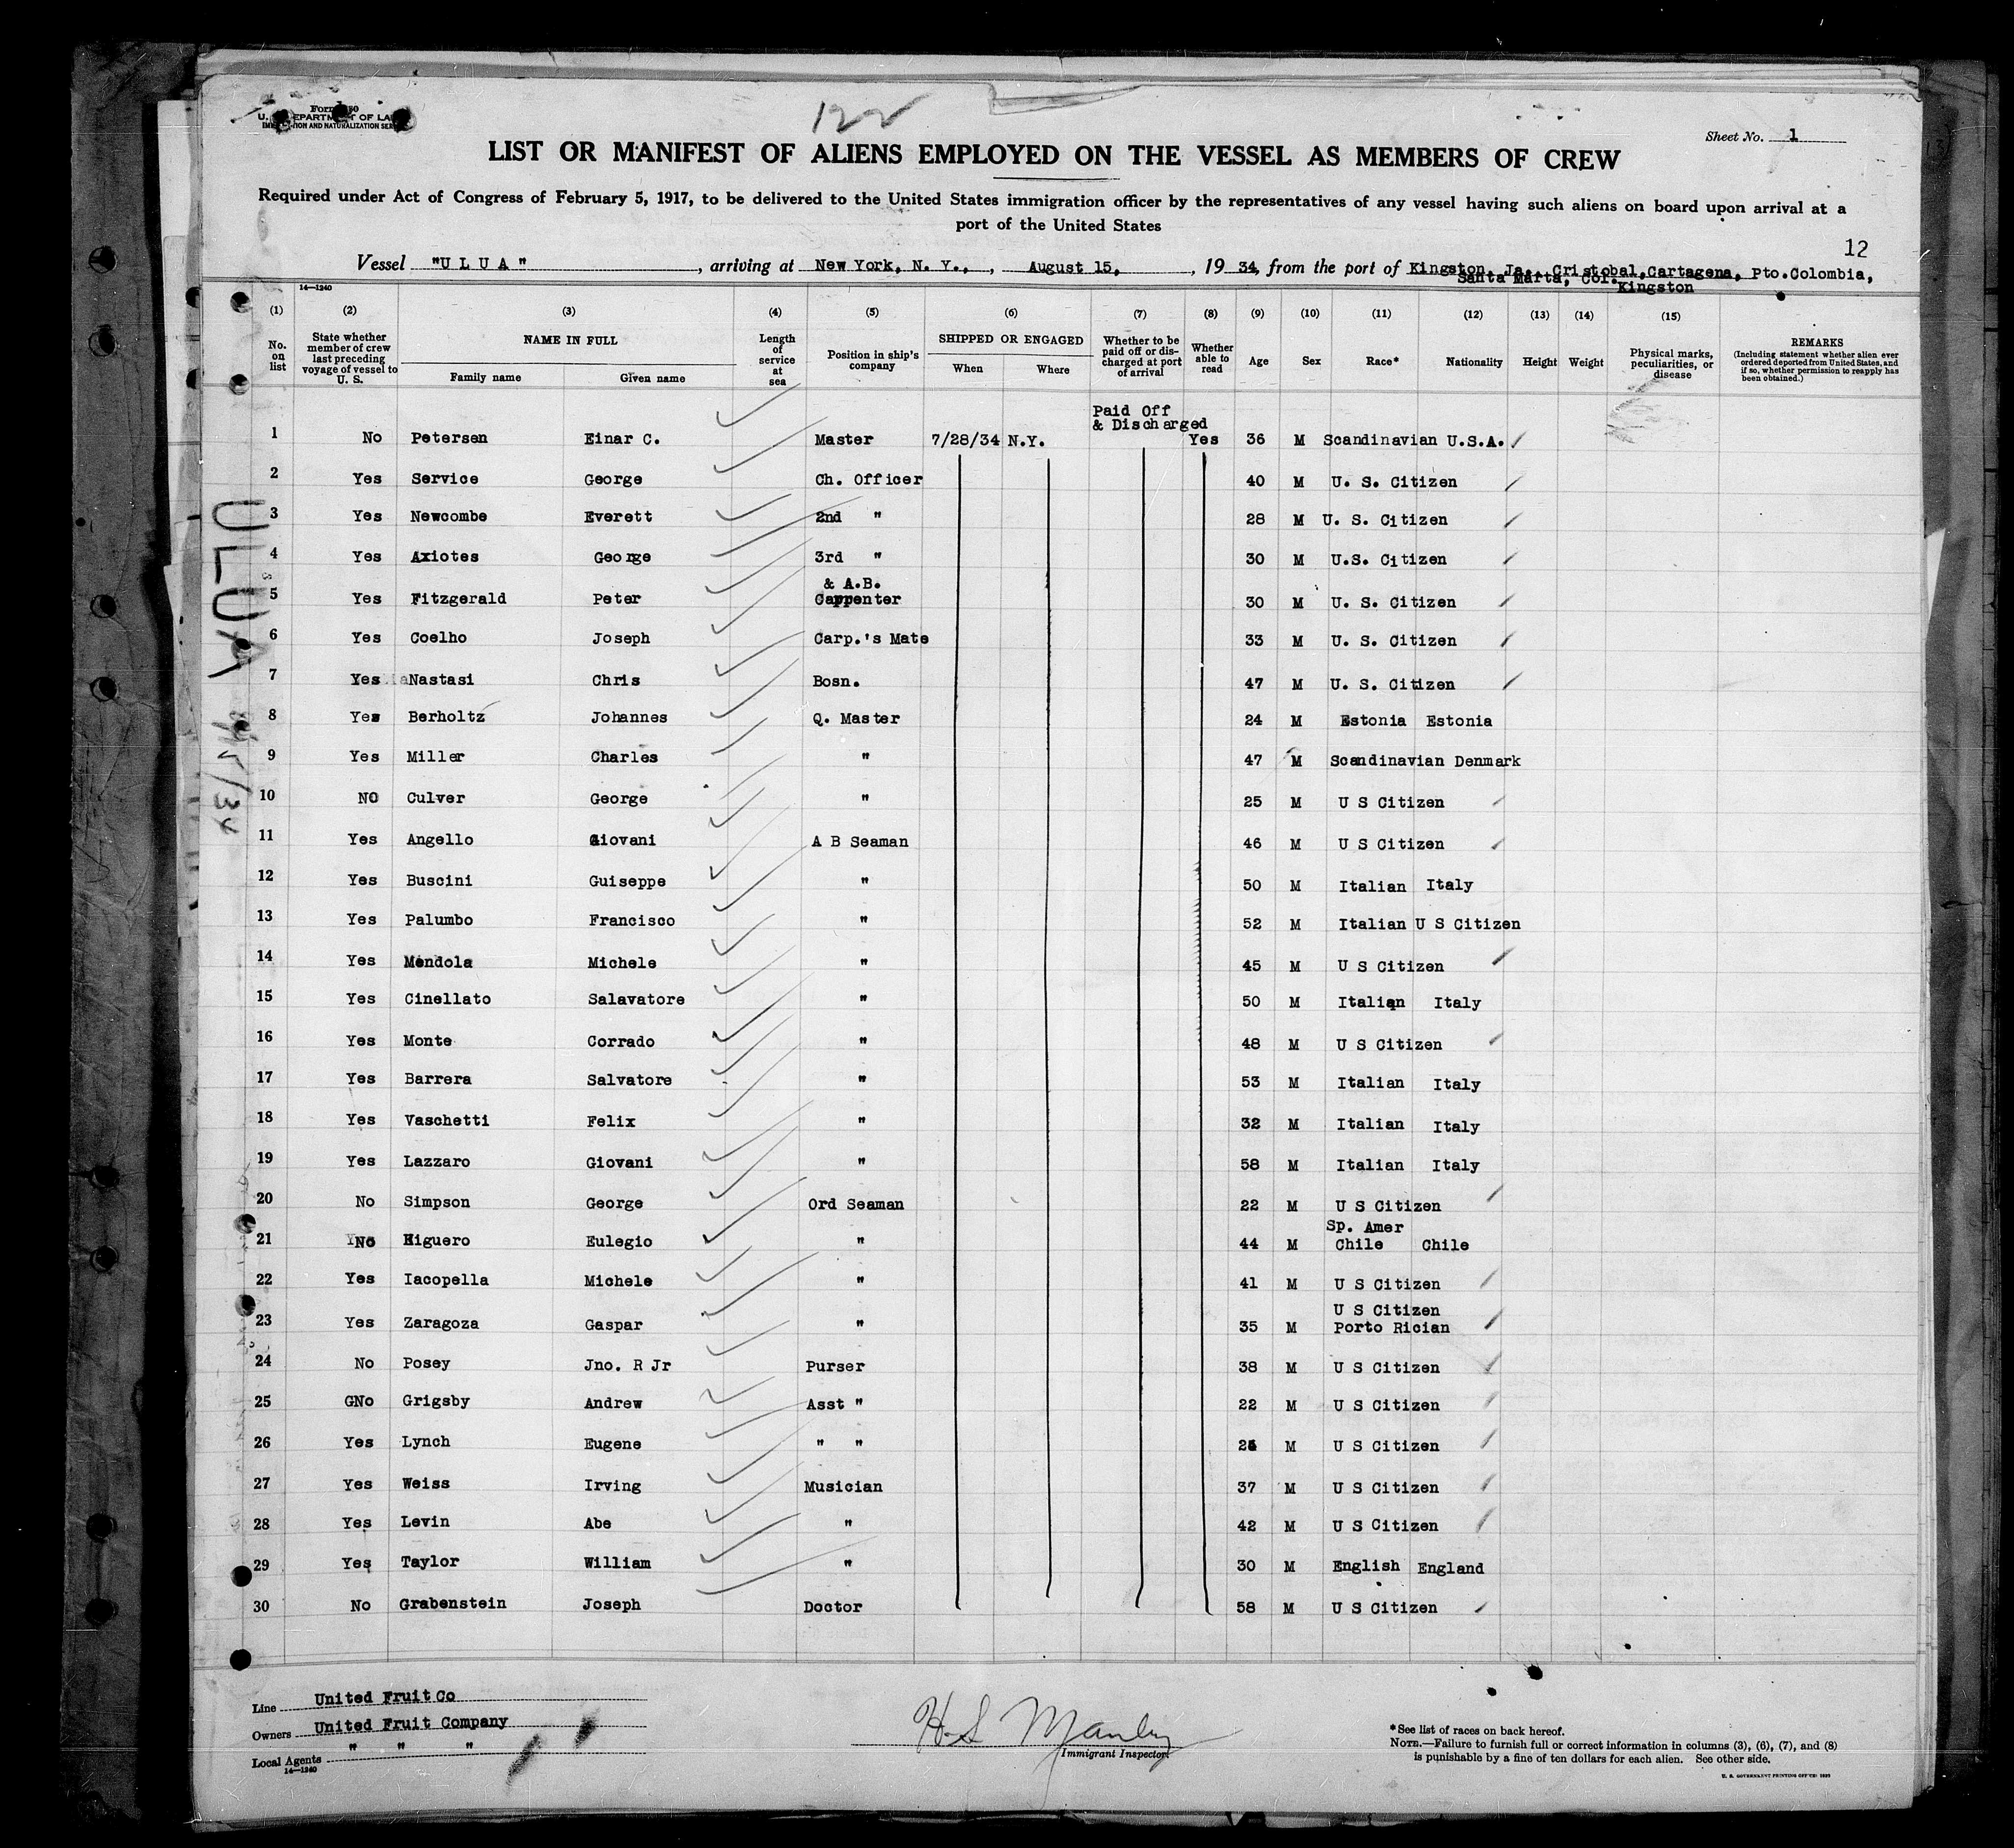 122
Sheet No. 1
LIST OR MANIFEST OF ALIENS EMPLOYED ON THE VESSEL AS MEMBERS OF CREW
Required under Act of Congress of February 5, 1917, to be delivered to the United States immigration officer by the representatives of any vessel having such aliens on board upon arrival at a
port of the United States
12
Vessel "U L U A", arriving at New York, N. Y., August 15, 1934, from the port of Kingston, Ja., Cristobal, Cartagena, Pto. Colombia,
Santa Marta, Col. Kingston
14—1240
(1) (2) (3) (4) (5) (6) (7) (8) (9) (10) (11) (12) (13) (14) (15)
No. on list
State whether member of crew last preceding voyage of vessel to U. S.
NAME IN FULL
Family name Given name
Length of service at sea
Position in ship's company
SHIPPED OR ENGAGED
When Where
Whether to be paid off or discharged at port of arrival
Whether able to read
Age Sex Race* Nationality Height Weight
Physical marks, peculiarities, or disease
REMARKS
(Including statement whether alien ever ordered deported from United States, and if so, whether permission to reapply has been obtained.)
Paid Off
& Discharged
1 No Petersen Einar C. Master 7/28/34 N.Y. Yes 36 M Scandinavian U.S.A.
2 Yes Service George Ch. Officer 40 M U. S. Citizen
3 Yes Newcombe Everett 2nd " 28 M U. S. Citizen
4 Yes Axiotes George 3rd " 30 M U.S. Citizen
& A.B.
5 Yes Fitzgerald Peter Carpenter 30 M U. S. Citizen
6 Yes Coelho Joseph Carp.'s Mate 33 M U. S. Citizen
7 Yes Nastasi Chris Bosn. 47 M U. S. Citizen
8 Yes Berholtz Johannes Q. Master 24 M Estonia Estonia
9 Yes Miller Charles " 47 M Scandinavian Denmark
10 NO Culver George " 25 M U S Citizen
11 Yes Angello Giovani A B Seaman 46 M U S Citizen
12 Yes Buscini Guiseppe " 50 M Italian Italy
13 Yes Palumbo Francisco " 52 M Italian U S Citizen
14 Yes Mendola Michele " 45 M U S Citizen
15 Yes Cinellato Salavatore " 50 M Italian Italy
16 Yes Monte Corrado " 48 M U S Citizen
17 Yes Barrera Salvatore " 53 M Italian Italy
18 Yes Vaschetti Felix " 32 M Italian Italy
19 Yes Lazzaro Giovani " 58 M Italian Italy
20 No Simpson George Ord Seaman 22 M U S Citizen
Sp. Amer
21 No Higuero Eulegio " 44 M Chile Chile
22 Yes Iacopella Michele " 41 M U S Citizen
U S Citizen
23 Yes Zaragoza Gaspar " 35 M Porto Rician
24 No Posey Jno. R Jr Purser 38 M U S Citizen
25 GNo Grigsby Andrew Asst " 22 M U S Citizen
26 Yes Lynch Eugene " " M U S Citizen
27 Yes Weiss Irving Musician 37 M U S Citizen
28 Yes Levin Abe " 42 M U S Citizen
29 Yes Taylor William " 30 M English England
30 No Grabenstein Joseph Doctor 58 M U S Citizen
ULUA
Line United Fruit Co
Owners United Fruit Company
Local Agents " " "
14—1240
H. S. Manley
Immigrant Inspector
*See list of races on back hereof.
NOTE.—Failure to furnish full or correct information in columns (3), (6), (7), and (8)
is punishable by a fine of ten dollars for each alien. See other side.